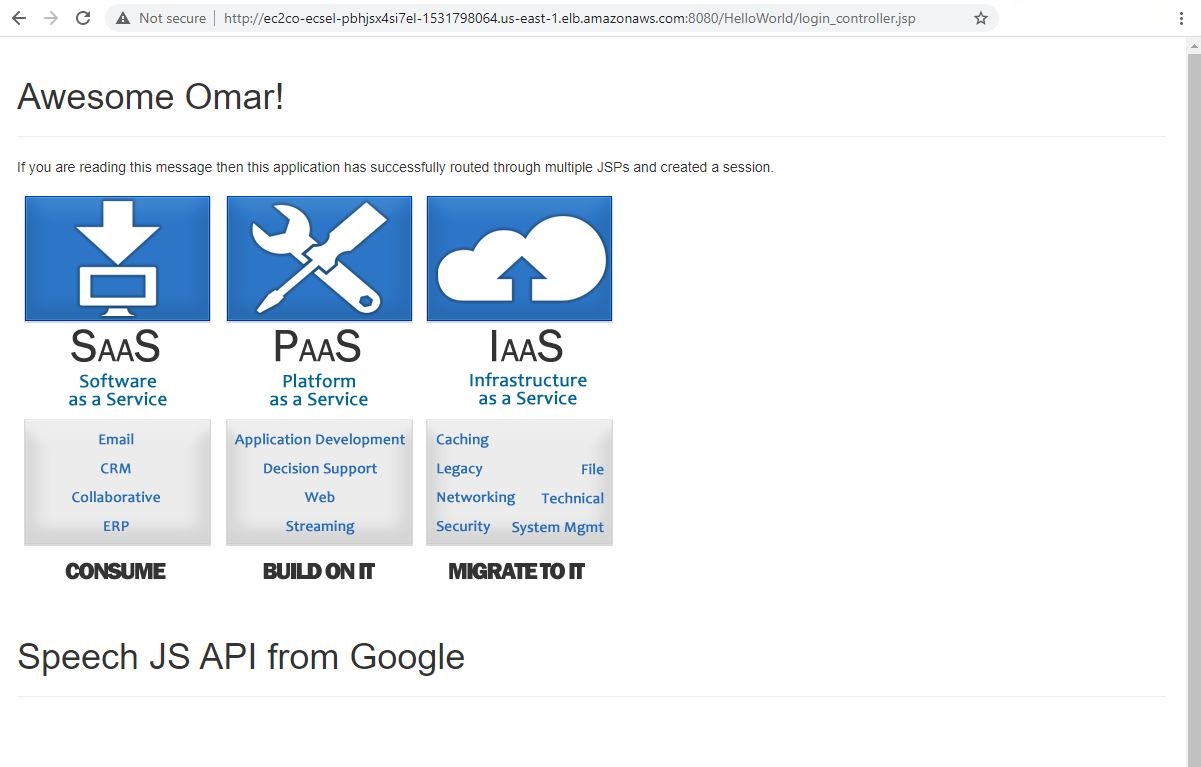 Not secure
http://ec2co-ecsel-pbhjsx4si7el-1531798064.us-east-1.elb.amazonaws.com:8080/HelloWorld/login_controller.jsp
Awesome Omar!
If you are reading this message then this application has successfully routed through multiple JSPs and created a session.
SAAS
Software
as a Service
Email
CRM
Collaborative
ERP
CONSUME
PAAS
Platform
as a Service
Application Development
Decision Support
Web
Streaming
BUILD ON IT
IAAS
Infrastructure
as a Service
Caching
Legacy File
Networking Technical
Security System Mgmt
MIGRATE TO IT
Speech JS API from Google